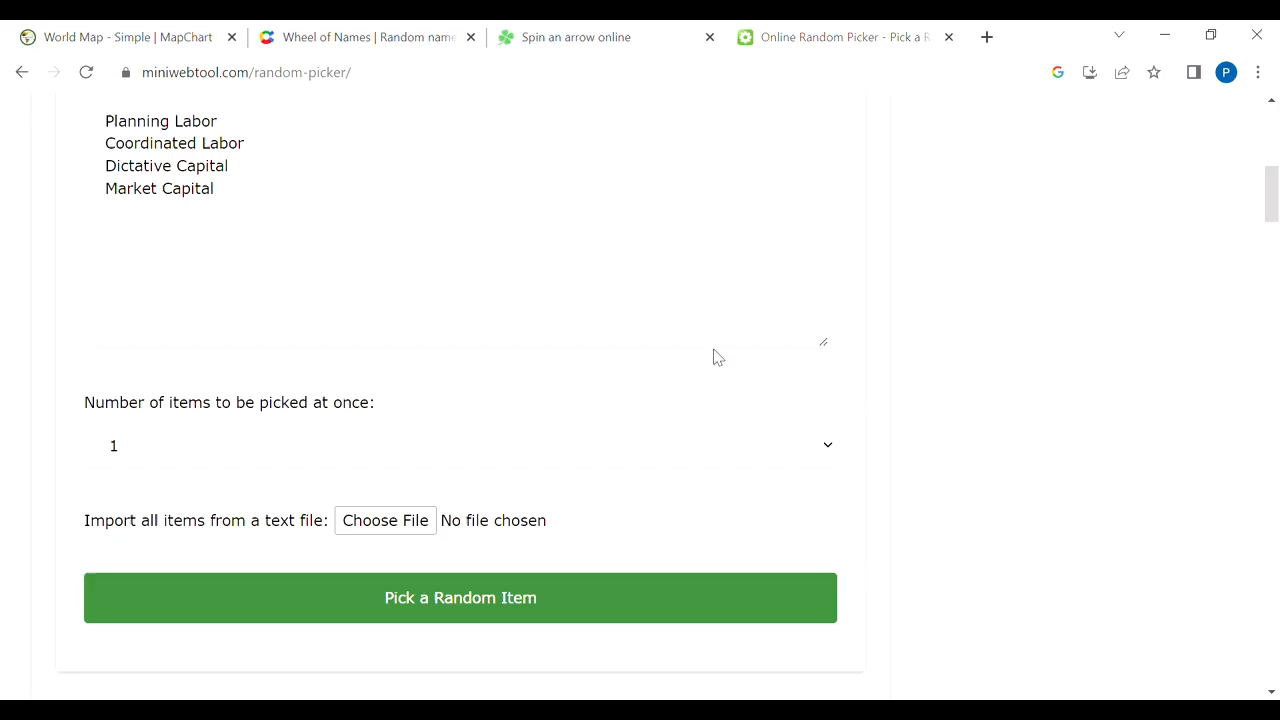 World Map - Simple | MapChart
Wheel of Names | Random name
Spin an arrow online
Online Random Picker - Pick a R
miniwebtool.com/random-picker/
P
Planning Labor
Coordinated Labor
Dictative Capital
Market Capital
Number of items to be picked at once:
1
Import all items from a text file: Choose File No file chosen
Pick a Random Item